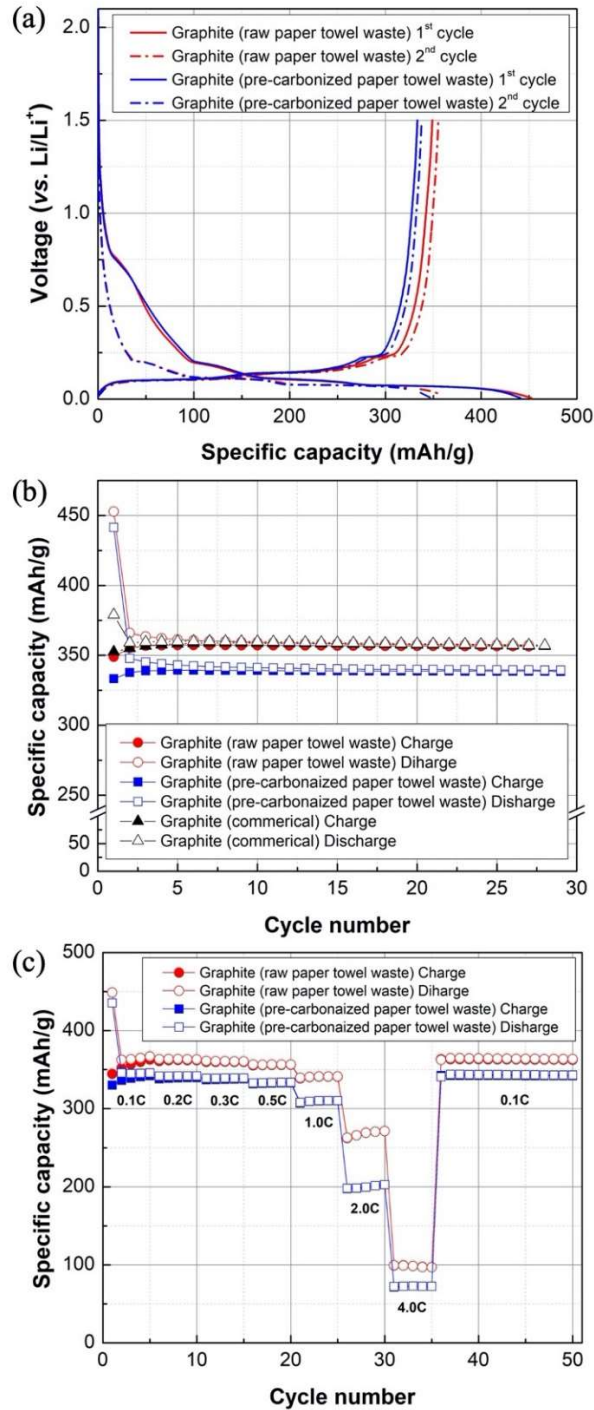 (a)
2.0
1.5
1.0
0.5
0.0
Voltage (vs. Li/Li⁺)
Graphite (raw paper towel waste) 1ˢᵗ cycle
Graphite (raw paper towel waste) 2ⁿᵈ cycle
Graphite (pre-carbonized paper towel waste) 1ˢᵗ cycle
Graphite (pre-carbonized paper towel waste) 2ⁿᵈ cycle
0 100 200 300 400 500
Specific capacity (mAh/g)
(b)
450
400
350
300
250
50
0
Specific capacity (mAh/g)
Graphite (raw paper towel waste) Charge
Graphite (raw paper towel waste) Diharge
Graphite (pre-carbonaized paper towel waste) Charge
Graphite (pre-carbonaized paper towel waste) Disharge
Graphite (commerical) Charge
Graphite (commerical) Discharge
0 5 10 15 20 25 30
Cycle number
(c)
500
400
300
200
100
0
Specific capacity (mAh/g)
Graphite (raw paper towel waste) Charge
Graphite (raw paper towel waste) Diharge
Graphite (pre-carbonaized paper towel waste) Charge
Graphite (pre-carbonaized paper towel waste) Disharge
0.1C 0.2C 0.3C 0.5C 1.0C 2.0C 4.0C 0.1C
0 10 20 30 40 50
Cycle number